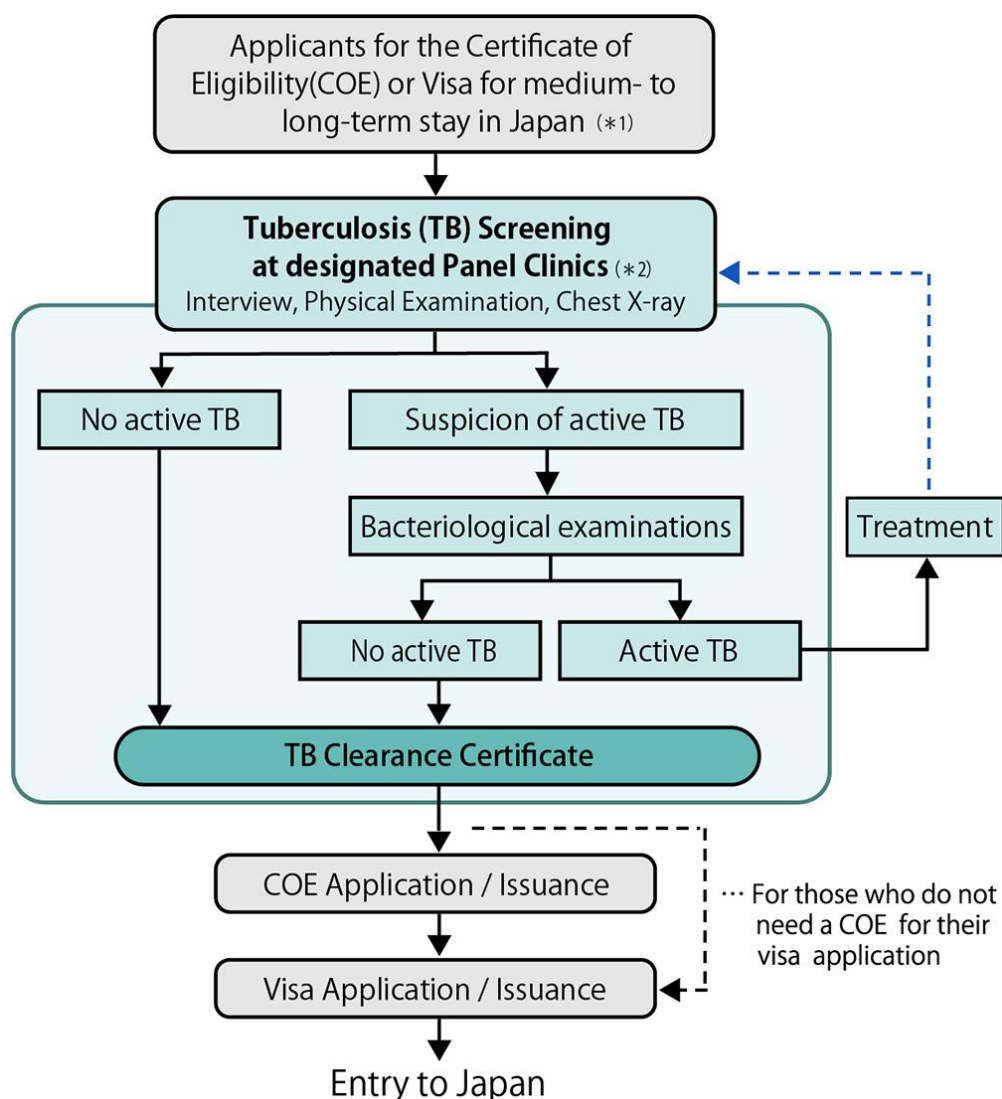 Applicants for the Certificate of
Eligibility(COE) or Visa for medium- to
long-term stay in Japan (*1)
Tuberculosis (TB) Screening
at designated Panel Clinics (*2)
Interview, Physical Examination, Chest X-ray
No active TB
Suspicion of active TB
Bacteriological examinations
Treatment
No active TB
Active TB
TB Clearance Certificate
COE Application / Issuance
··· For those who do not
need a COE for their
visa application
Visa Application / Issuance
Entry to Japan